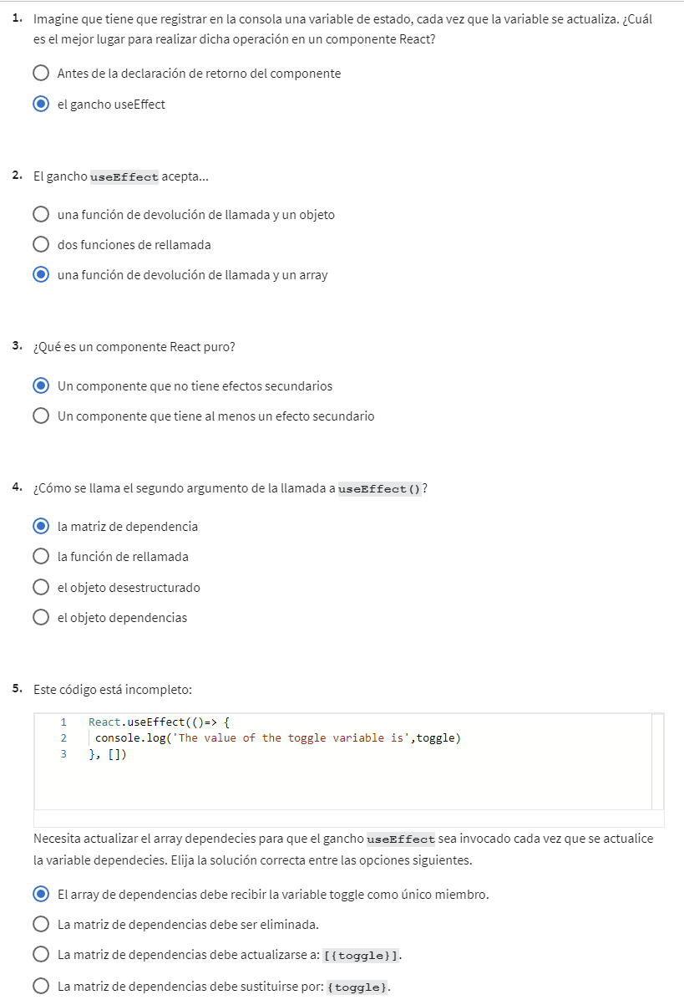 1. Imagine que tiene que registrar en la consola una variable de estado, cada vez que la variable se actualiza. ¿Cuál
es el mejor lugar para realizar dicha operación en un componente React?
Antes de la declaración de retorno del componente
el gancho useEffect
2. El gancho useEffect acepta...
una función de devolución de llamada y un objeto
dos funciones de rellamada
una función de devolución de llamada y un array
3. ¿Qué es un componente React puro?
Un componente que no tiene efectos secundarios
Un componente que tiene al menos un efecto secundario
4. ¿Cómo se llama el segundo argumento de la llamada a useEffect()?
la matriz de dependencia
la función de rellamada
el objeto desestructurado
el objeto dependencias
5. Este código está incompleto:
1 React.useEffect(()=> {
2 console.log('The value of the toggle variable is',toggle)
3 }, [])
Necesita actualizar el array dependecies para que el gancho useEffect sea invocado cada vez que se actualice
la variable dependecies. Elija la solución correcta entre las opciones siguientes.
El array de dependencias debe recibir la variable toggle como único miembro.
La matriz de dependencias debe ser eliminada.
La matriz de dependencias debe actualizarse a: [{toggle}].
La matriz de dependencias debe sustituirse por: {toggle}.